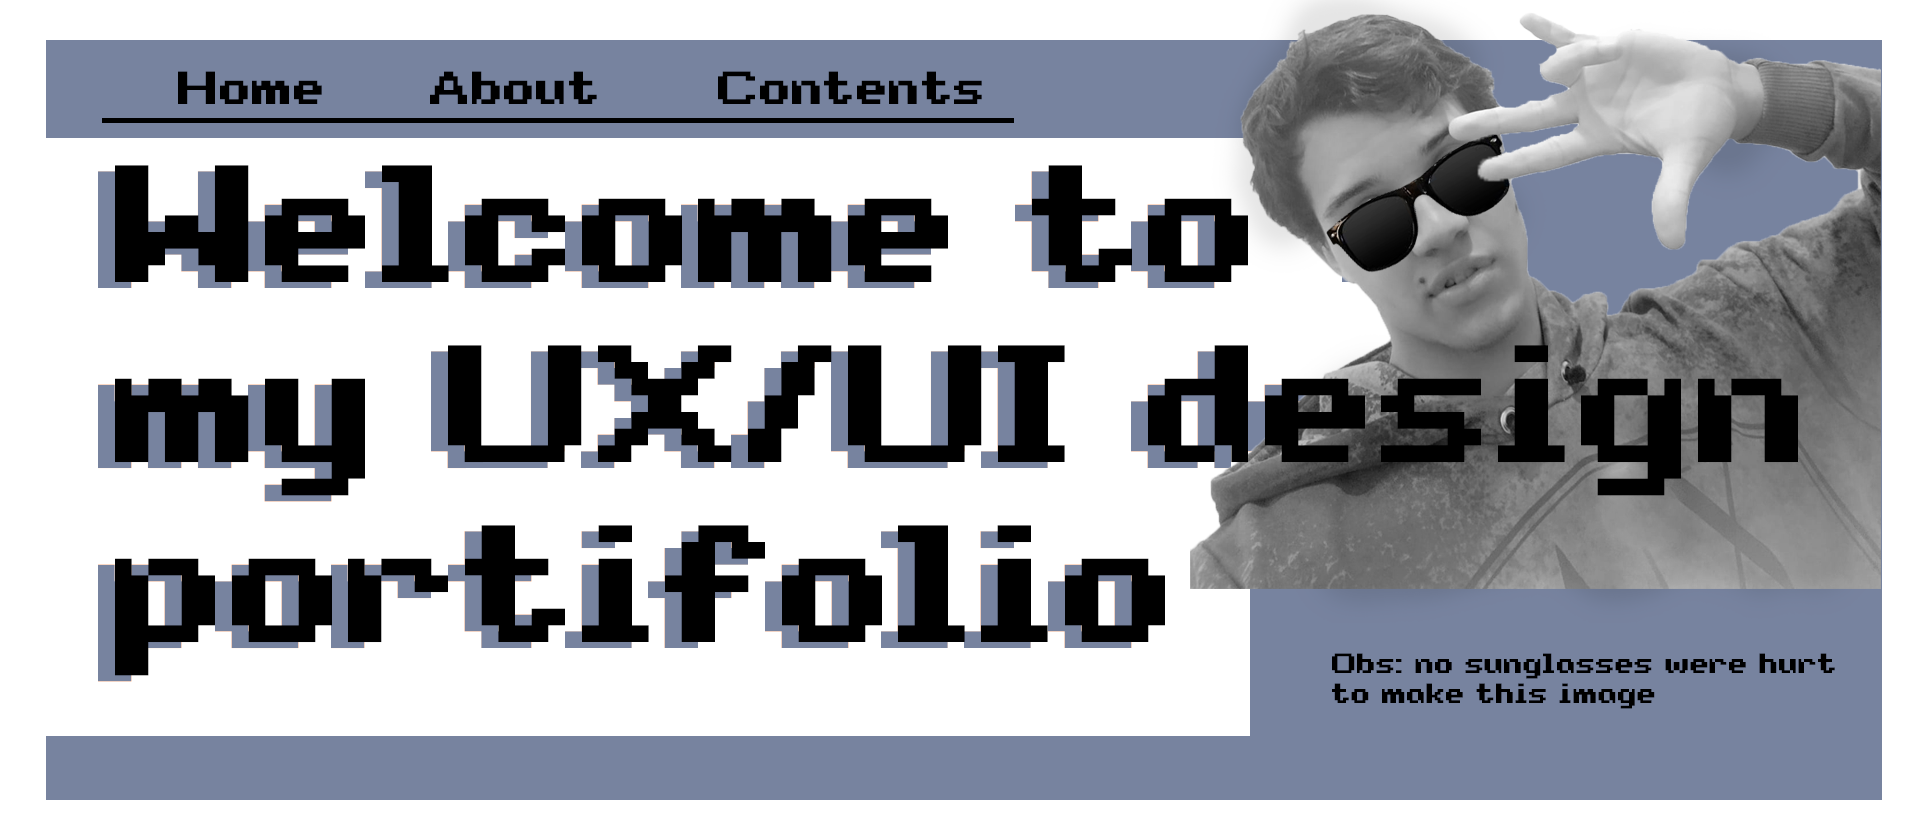 Home About Contents
Welcome to
my UX/UI design
portifolio
Obs: no sunglasses were hurt
to make this image